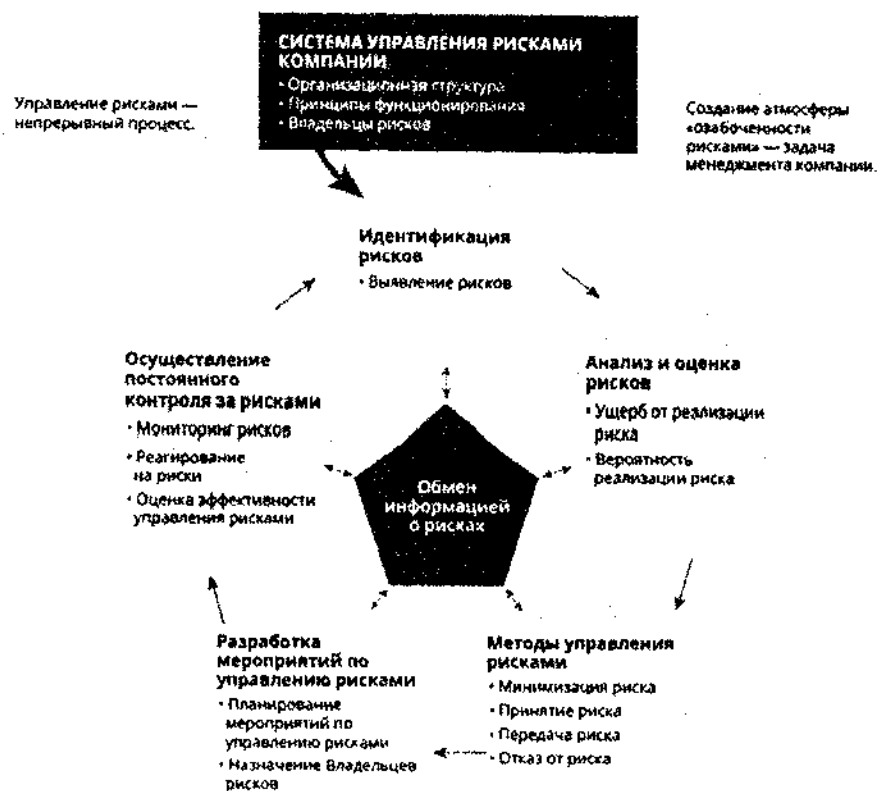 СИСТЕМА УПРАВЛЕНИЯ РИСКАМИ
КОМПАНИИ
• Организационная структура
• Принципы функционирования
• Владельцы рисков
Управление рисками —
непрерывный процесс.
Создание атмосферы
«озабоченности
рисками» — задача
менеджмента компании.
Идентификация
рисков
• Выявление рисков
Анализ и оценка
рисков
• Ущерб от реализации
риска
• Вероятность
реализации риска
Методы управления
рисками
• Минимизация риска
• Принятие риска
• Передача риска
• Отказ от риска
Разработка
мероприятий по
управлению рисками
• Планирование
мероприятий по
управлению рисками
• Назначение Владельцев
рисков
Осуществление
постоянного
контроля за рисками
• Мониторинг рисков
• Реагирование
на риски
• Оценка эффективности
управления рисками
Обмен
информацией
о рисках